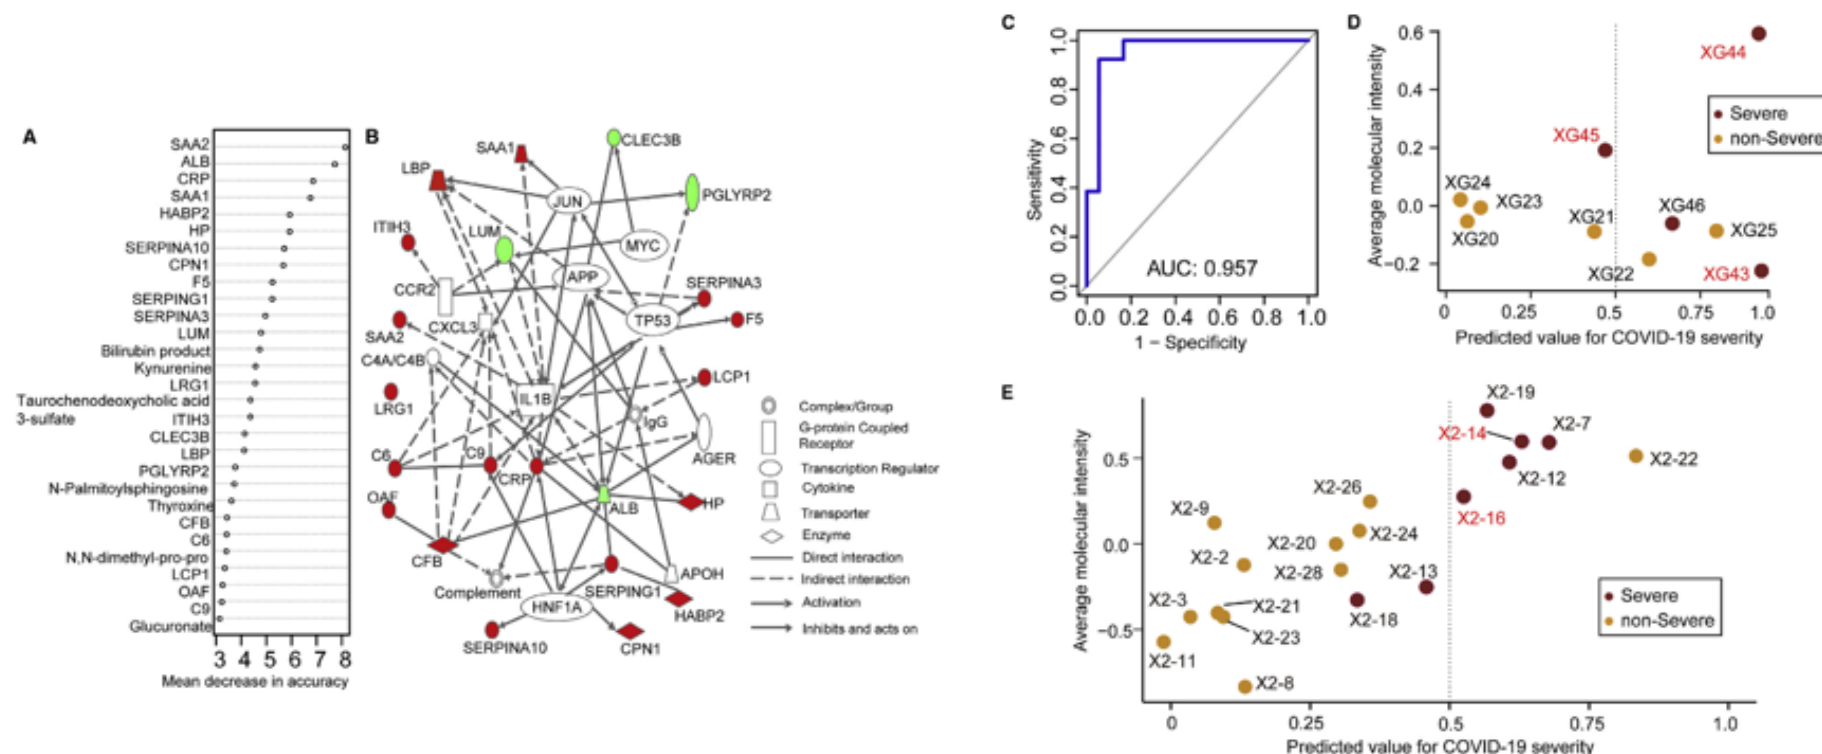 A
SAA2
ALB
CRP
SAA1
HABP2
HP
SERPINA10
CPN1
F5
SERPING1
SERPINA3
LUM
Bilirubin product
Kynurenine
LRG1
Taurochenodeoxycholic acid
3-sulfate
ITIH3
CLEC3B
LBP
PGLYRP2
N-Palmitoylsphingosine
Thyroxine
CFB
C6
N,N-dimethyl-pro-pro
LCP1
OAF
C9
Glucuronate
3 4 5 6 7 8
Mean decrease in accuracy
B
CLEC3B
SAA1
LBP
PGLYRP2
JUN
ITIH3
LUM
MYC
APP
CCR2
SERPINA3
CXCL3
TP53
F5
SAA2
C4A/C4B
LCP1
IL1B
LRG1
IgG
C6
C9
CRP
AGER
OAF
ALB
HP
CFB
Complement
SERPING1
APOH
HNF1A
HABP2
SERPINA10
CPN1
Complex/Group
G-protein Coupled
Receptor
Transcription Regulator
Cytokine
Transporter
Enzyme
Direct interaction
Indirect interaction
Activation
Inhibits and acts on
C
Sensitivity
1.0
0.8
0.6
0.4
0.2
0.0
AUC: 0.957
0.0 0.2 0.4 0.6 0.8 1.0
1 − Specificity
D
Average molecular intensity
0.6
0.4
0.2
0.0
−0.2
XG44
Severe
non-Severe
XG45
XG24
XG23
XG20
XG21
XG46
XG25
XG22
XG43
0 0.25 0.5 0.75 1.0
Predicted value for COVID-19 severity
E
Average molecular intensity
0.5
0.0
−0.5
X2-19
X2-14
X2-7
X2-22
X2-12
X2-26
X2-16
X2-9
X2-24
X2-20
X2-2
X2-28
X2-13
X2-3
X2-21
X2-18
X2-23
X2-11
X2-8
Severe
non-Severe
0 0.25 0.5 0.75 1.0
Predicted value for COVID-19 severity